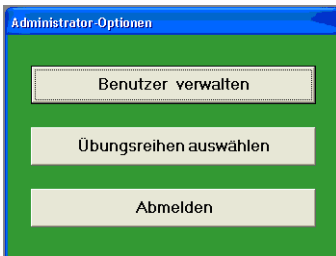 Administrator-Optionen
Benutzer verwalten
Übungsreihen auswählen
Abmelden